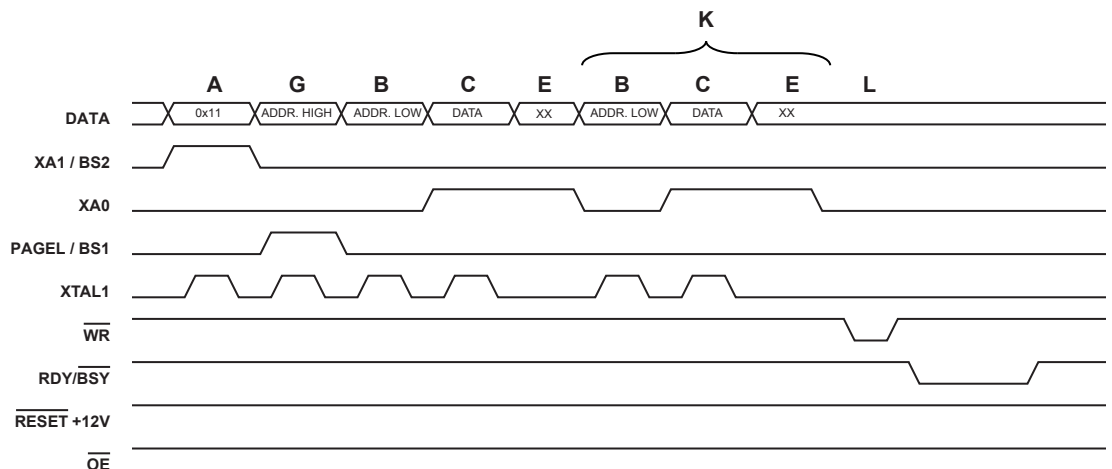 K
A G B C E B C E L
DATA 0x11 ADDR. HIGH ADDR. LOW DATA XX ADDR. LOW DATA XX
XA1 / BS2
XA0
PAGEL / BS1
XTAL1
WR
RDY/BSY
RESET +12V
OE